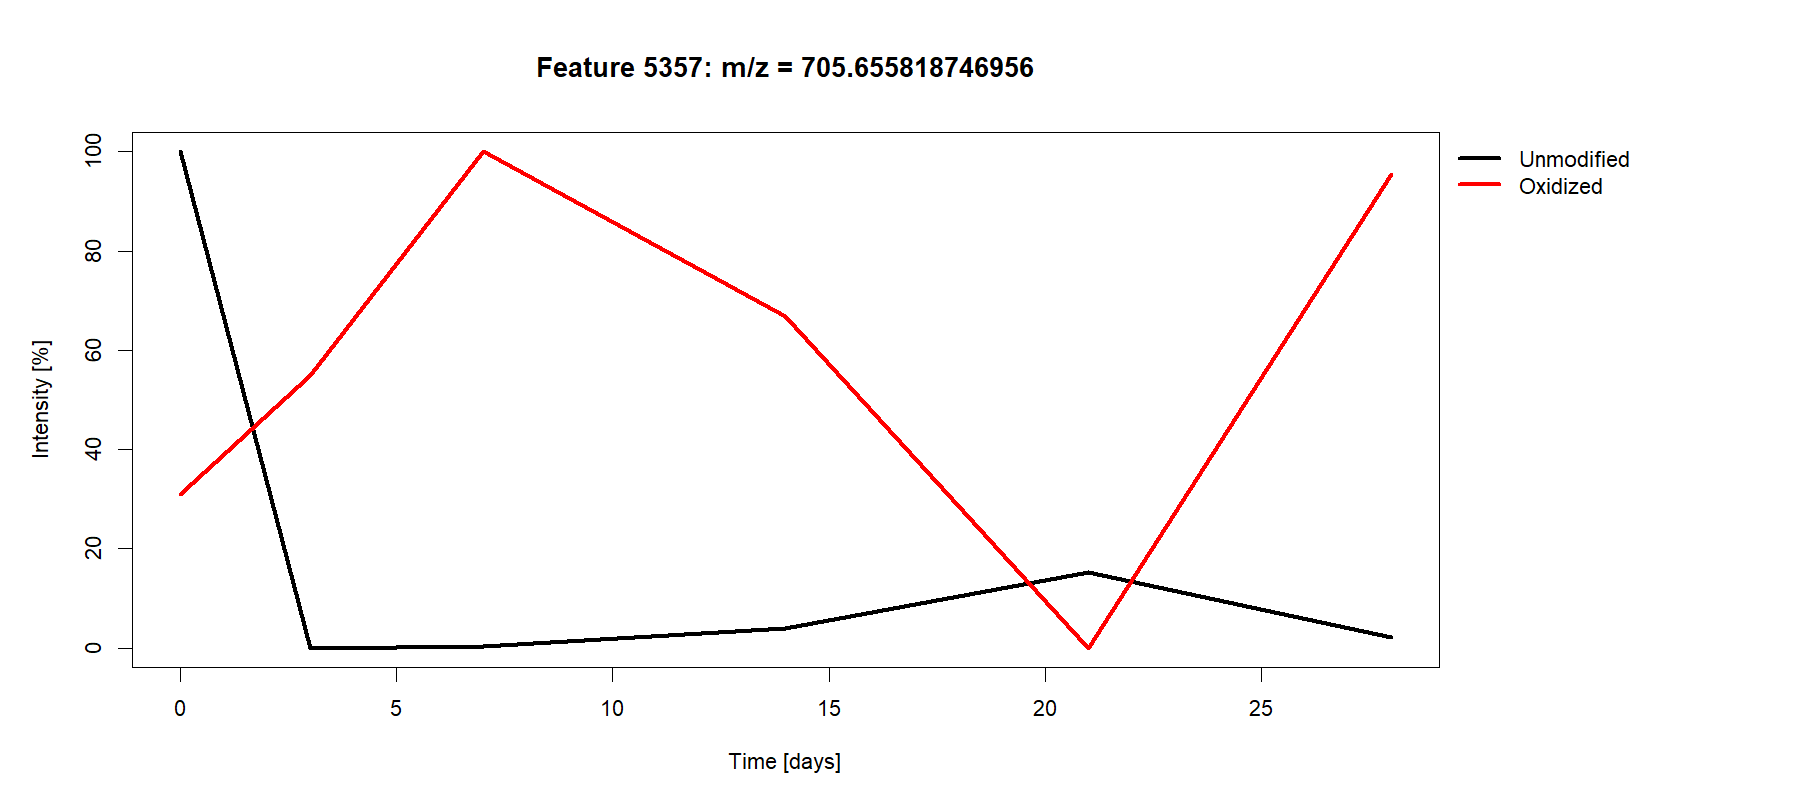 Feature 5357: m/z = 705.655818746956
Unmodified
Oxidized
Intensity [%]
100
80
60
40
20
0
0 5 10 15 20 25
Time [days]